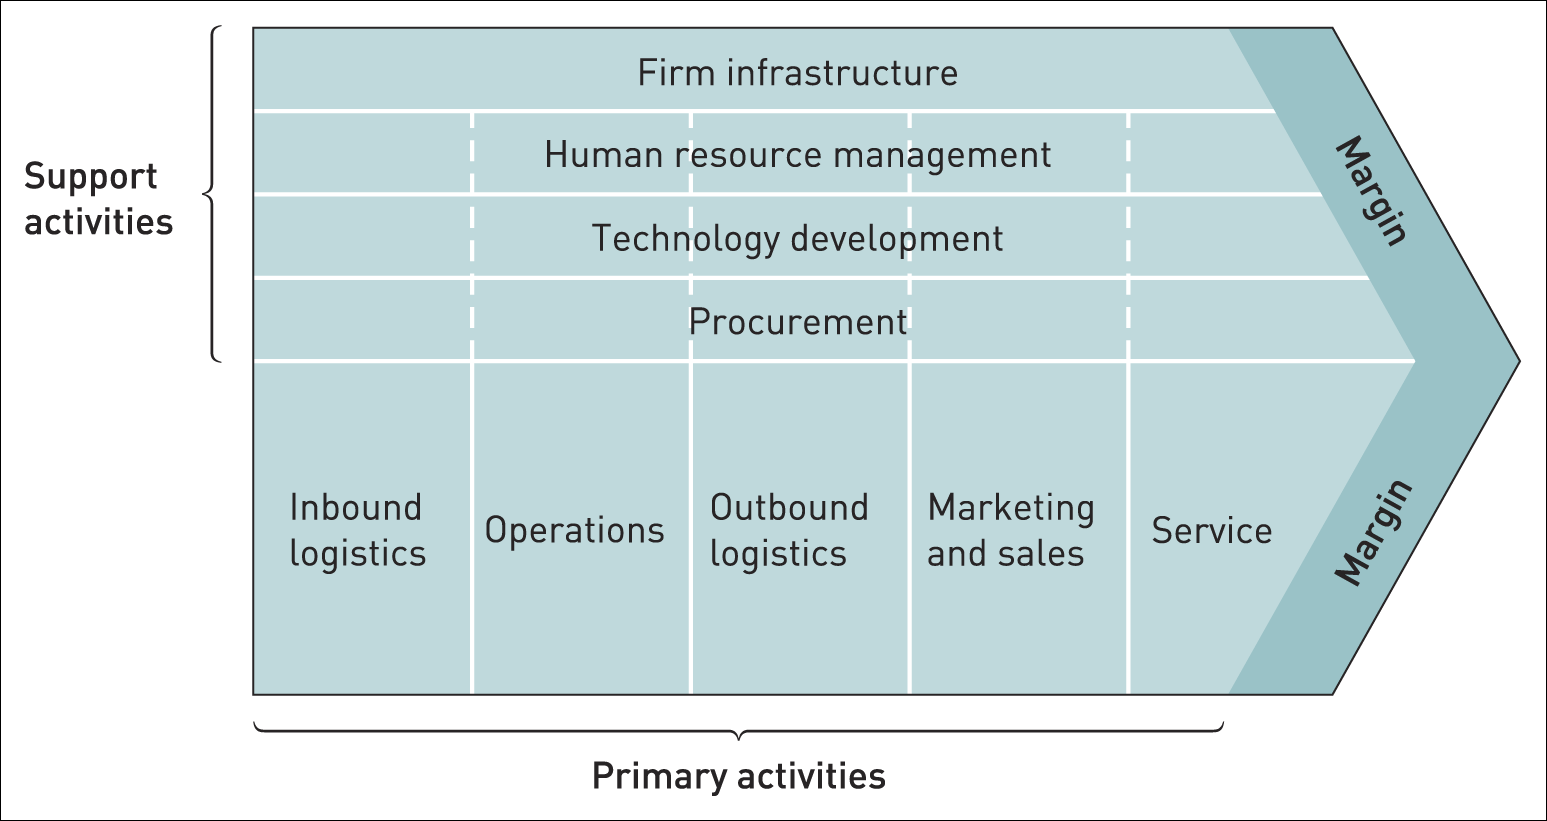 Firm infrastructure
Human resource management
Technology development
Procurement
Support
activities
Margin
Inbound
logistics
Operations
Outbound
logistics
Marketing
and sales
Service
Margin
Primary activities